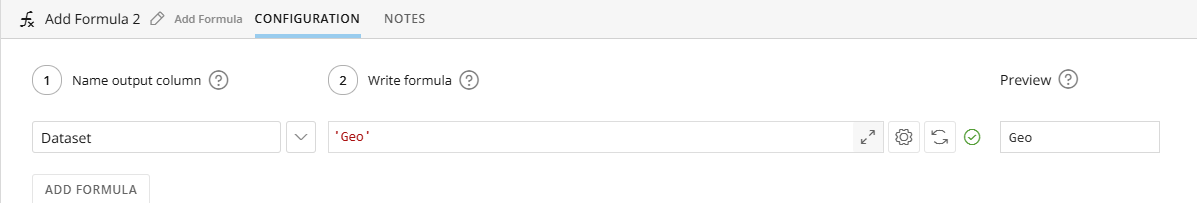 Add Formula 2 Add Formula CONFIGURATION NOTES
1 Name output column ? 2 Write formula ? Preview ?
Dataset 'Geo' Geo
ADD FORMULA